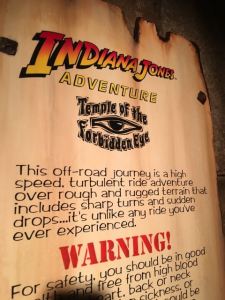 INDIANA JONES
ADVENTURE
Temple of the
Forbidden Eye
This off-road journey is a high
speed, turbulent ride adventure
over rough and rugged terrain that
includes sharp turns and sudden
drops...it's unlike any ride you've
ever experienced.
WARNING!
For safety, you should be in good
and free from high blood
heart, back or neck
sickness, or